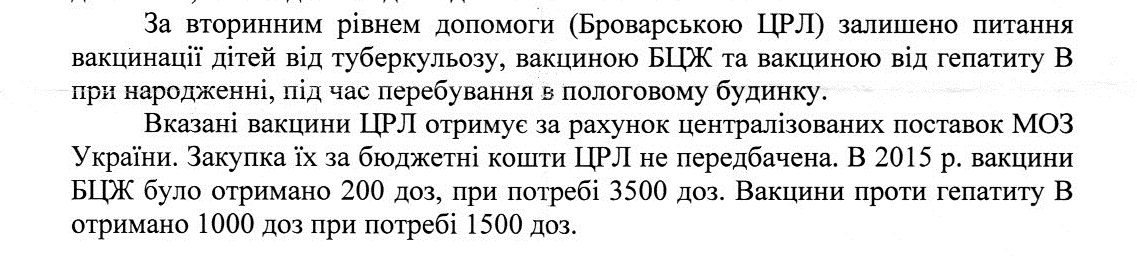 За вторинним рівнем допомоги (Броварською ЦРЛ) залишено питання
вакцинації дітей від туберкульозу, вакциною БЦЖ та вакциною від гепатиту В
при народженні, під час перебування в пологовому будинку.
Вказані вакцини ЦРЛ отримує за рахунок централізованих поставок МОЗ
України. Закупка їх за бюджетні кошти ЦРЛ не передбачена. В 2015 р. вакцини
БЦЖ було отримано 200 доз, при потребі 3500 доз. Вакцини проти гепатиту В
отримано 1000 доз при потребі 1500 доз.